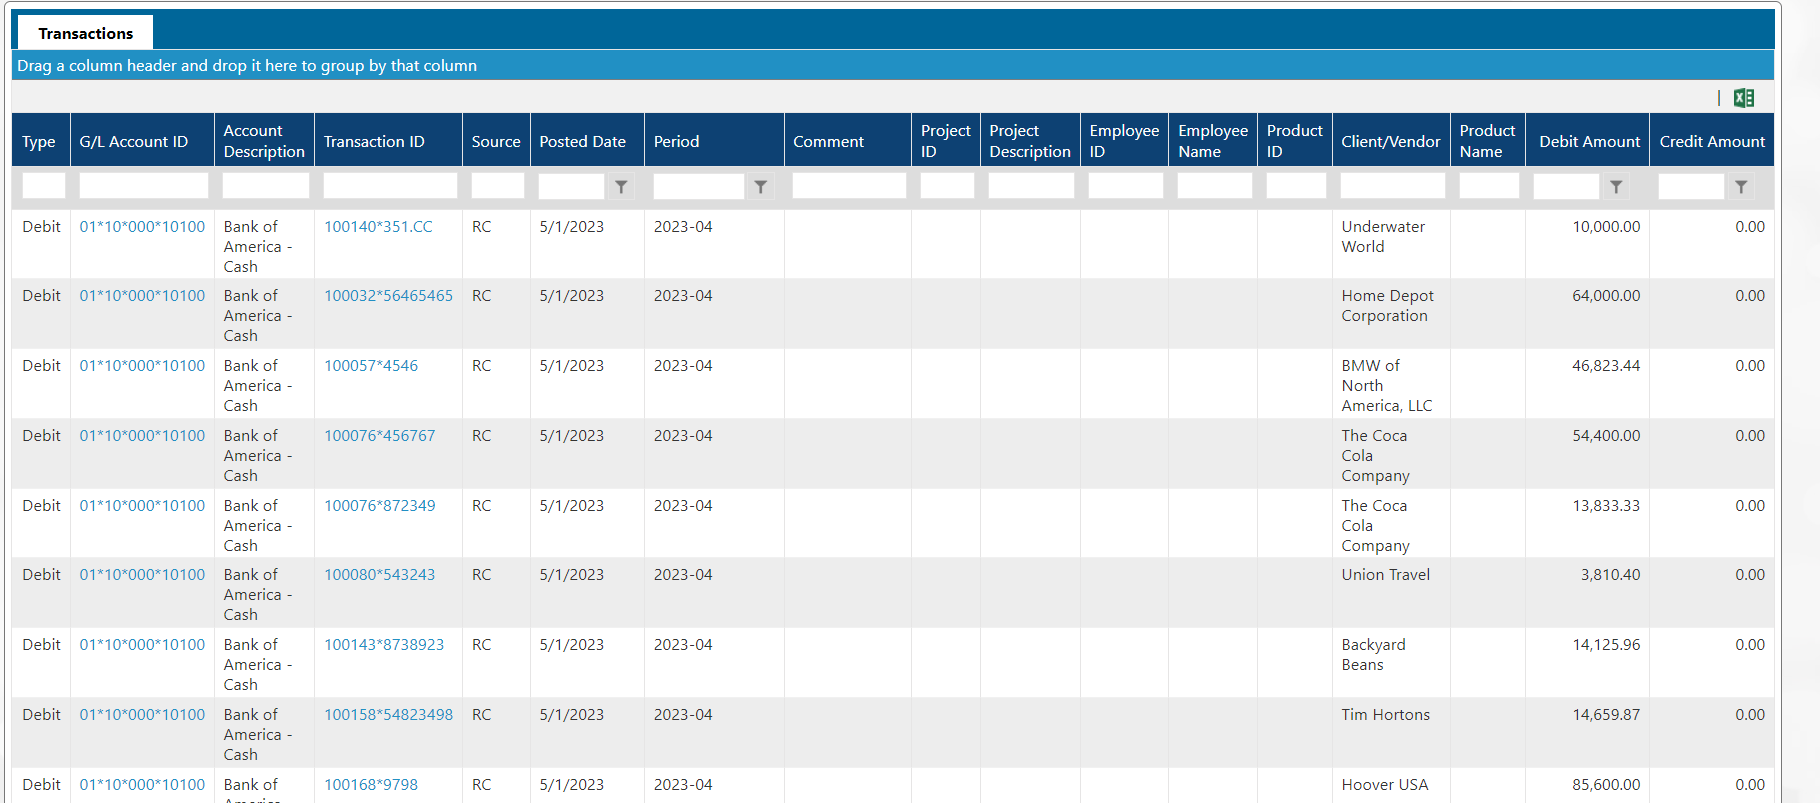 Transactions
Drag a column header and drop it here to group by that column
Type G/L Account ID Account Description Transaction ID Source Posted Date Period Comment Project ID Project Description Employee ID Employee Name Product ID Client/Vendor Product Name Debit Amount Credit Amount
Debit 01*10*000*10100 Bank of America - Cash 100140*351.CC RC 5/1/2023 2023-04 Underwater World 10,000.00 0.00
Debit 01*10*000*10100 Bank of America - Cash 100032*56465465 RC 5/1/2023 2023-04 Home Depot Corporation 64,000.00 0.00
Debit 01*10*000*10100 Bank of America - Cash 100057*4546 RC 5/1/2023 2023-04 BMW of North America, LLC 46,823.44 0.00
Debit 01*10*000*10100 Bank of America - Cash 100076*456767 RC 5/1/2023 2023-04 The Coca Cola Company 54,400.00 0.00
Debit 01*10*000*10100 Bank of America - Cash 100076*872349 RC 5/1/2023 2023-04 The Coca Cola Company 13,833.33 0.00
Debit 01*10*000*10100 Bank of America - Cash 100080*543243 RC 5/1/2023 2023-04 Union Travel 3,810.40 0.00
Debit 01*10*000*10100 Bank of America - Cash 100143*8738923 RC 5/1/2023 2023-04 Backyard Beans 14,125.96 0.00
Debit 01*10*000*10100 Bank of America - Cash 100158*54823498 RC 5/1/2023 2023-04 Tim Hortons 14,659.87 0.00
Debit 01*10*000*10100 Bank of 100168*9798 RC 5/1/2023 2023-04 Hoover USA 85,600.00 0.00